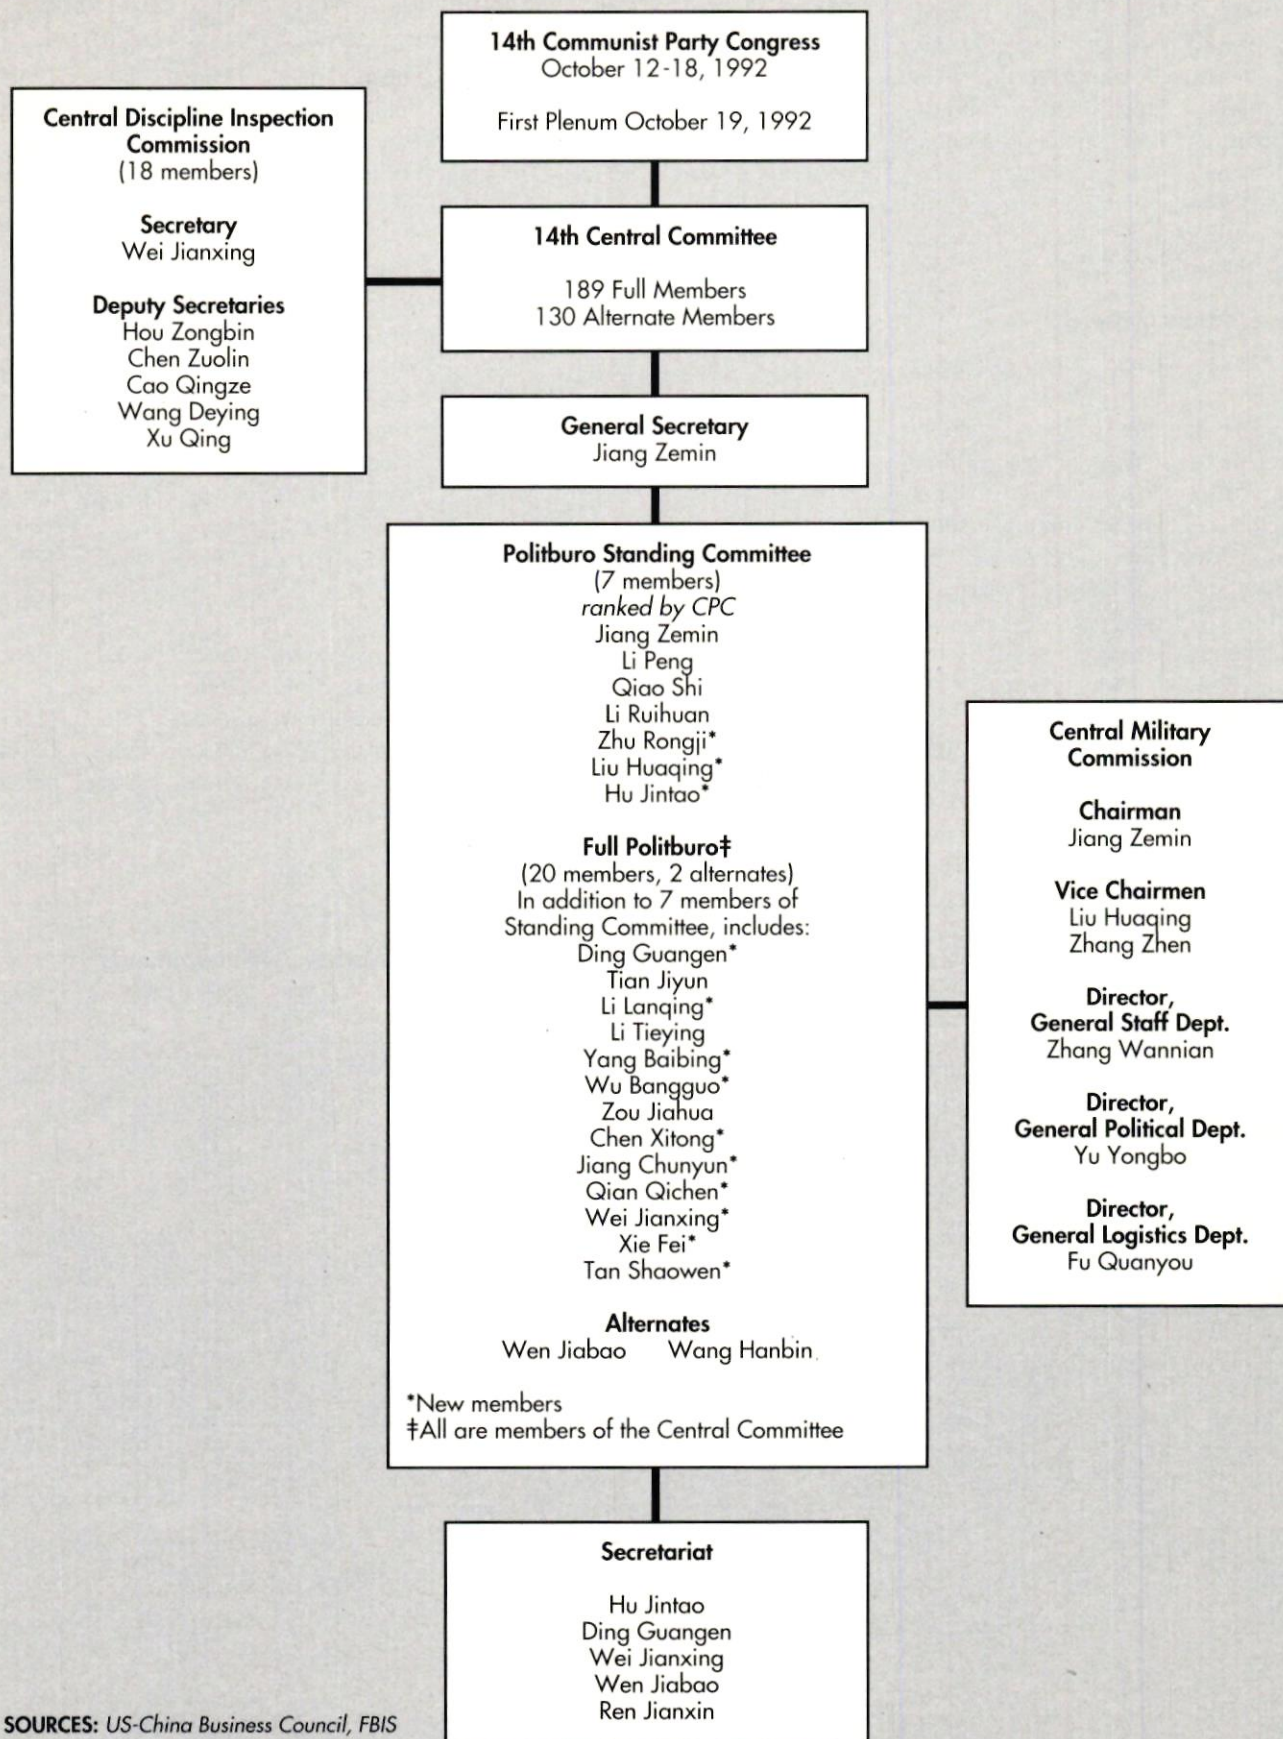 14th Communist Party Congress
October 12-18, 1992
First Plenum October 19, 1992
Central Discipline Inspection
Commission
(18 members)
Secretary
Wei Jianxing
Deputy Secretaries
Hou Zongbin
Chen Zuolin
Cao Qingze
Wang Deying
Xu Qing
14th Central Committee
189 Full Members
130 Alternate Members
General Secretary
Jiang Zemin
Politburo Standing Committee
(7 members)
ranked by CPC
Jiang Zemin
Li Peng
Qiao Shi
Li Ruihuan
Zhu Rongji*
Liu Huaqing*
Hu Jintao*
Full Politburo‡
(20 members, 2 alternates)
In addition to 7 members of
Standing Committee, includes:
Ding Guangen*
Tian Jiyun
Li Lanqing*
Li Tieying
Yang Baibing*
Wu Bangguo*
Zou Jiahua
Chen Xitong*
Jiang Chunyun*
Qian Qichen*
Wei Jianxing*
Xie Fei*
Tan Shaowen*
Alternates
Wen Jiabao Wang Hanbin
*New members
‡All are members of the Central Committee
Central Military
Commission
Chairman
Jiang Zemin
Vice Chairmen
Liu Huaqing
Zhang Zhen
Director,
General Staff Dept.
Zhang Wannian
Director,
General Political Dept.
Yu Yongbo
Director,
General Logistics Dept.
Fu Quanyou
Secretariat
Hu Jintao
Ding Guangen
Wei Jianxing
Wen Jiabao
Ren Jianxin
SOURCES: US-China Business Council, FBIS